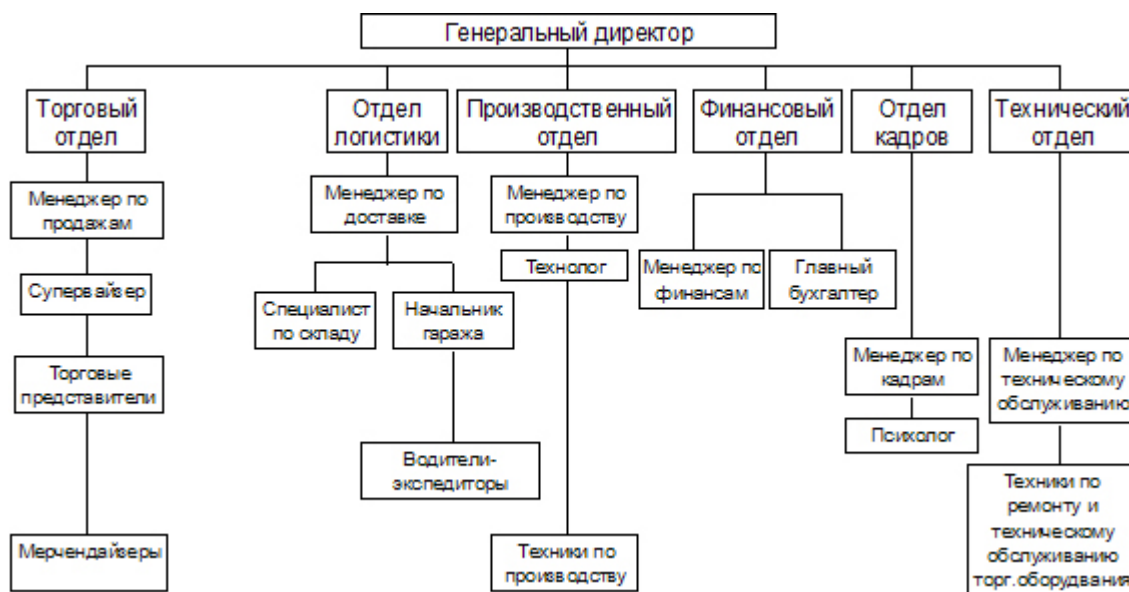 Генеральный директор
Торговый
отдел
Отдел
логистики
Производственный
отдел
Финансовый
отдел
Отдел
кадров
Технический
отдел
Менеджер по
продажам
Менеджер по
доставке
Менеджер по
производству
Супервайзер
Специалист
по складу
Начальник
гаража
Технолог
Менеджер по
финансам
Главный
бухгалтер
Торговые
представители
Менеджер по
кадрам
Менеджер по
техническому
обслуживанию
Психолог
Водители-
экспедиторы
Мерчендайзеры
Техники по
производству
Техники по
ремонту и
техническому
обслуживанию
торг.оборудвания